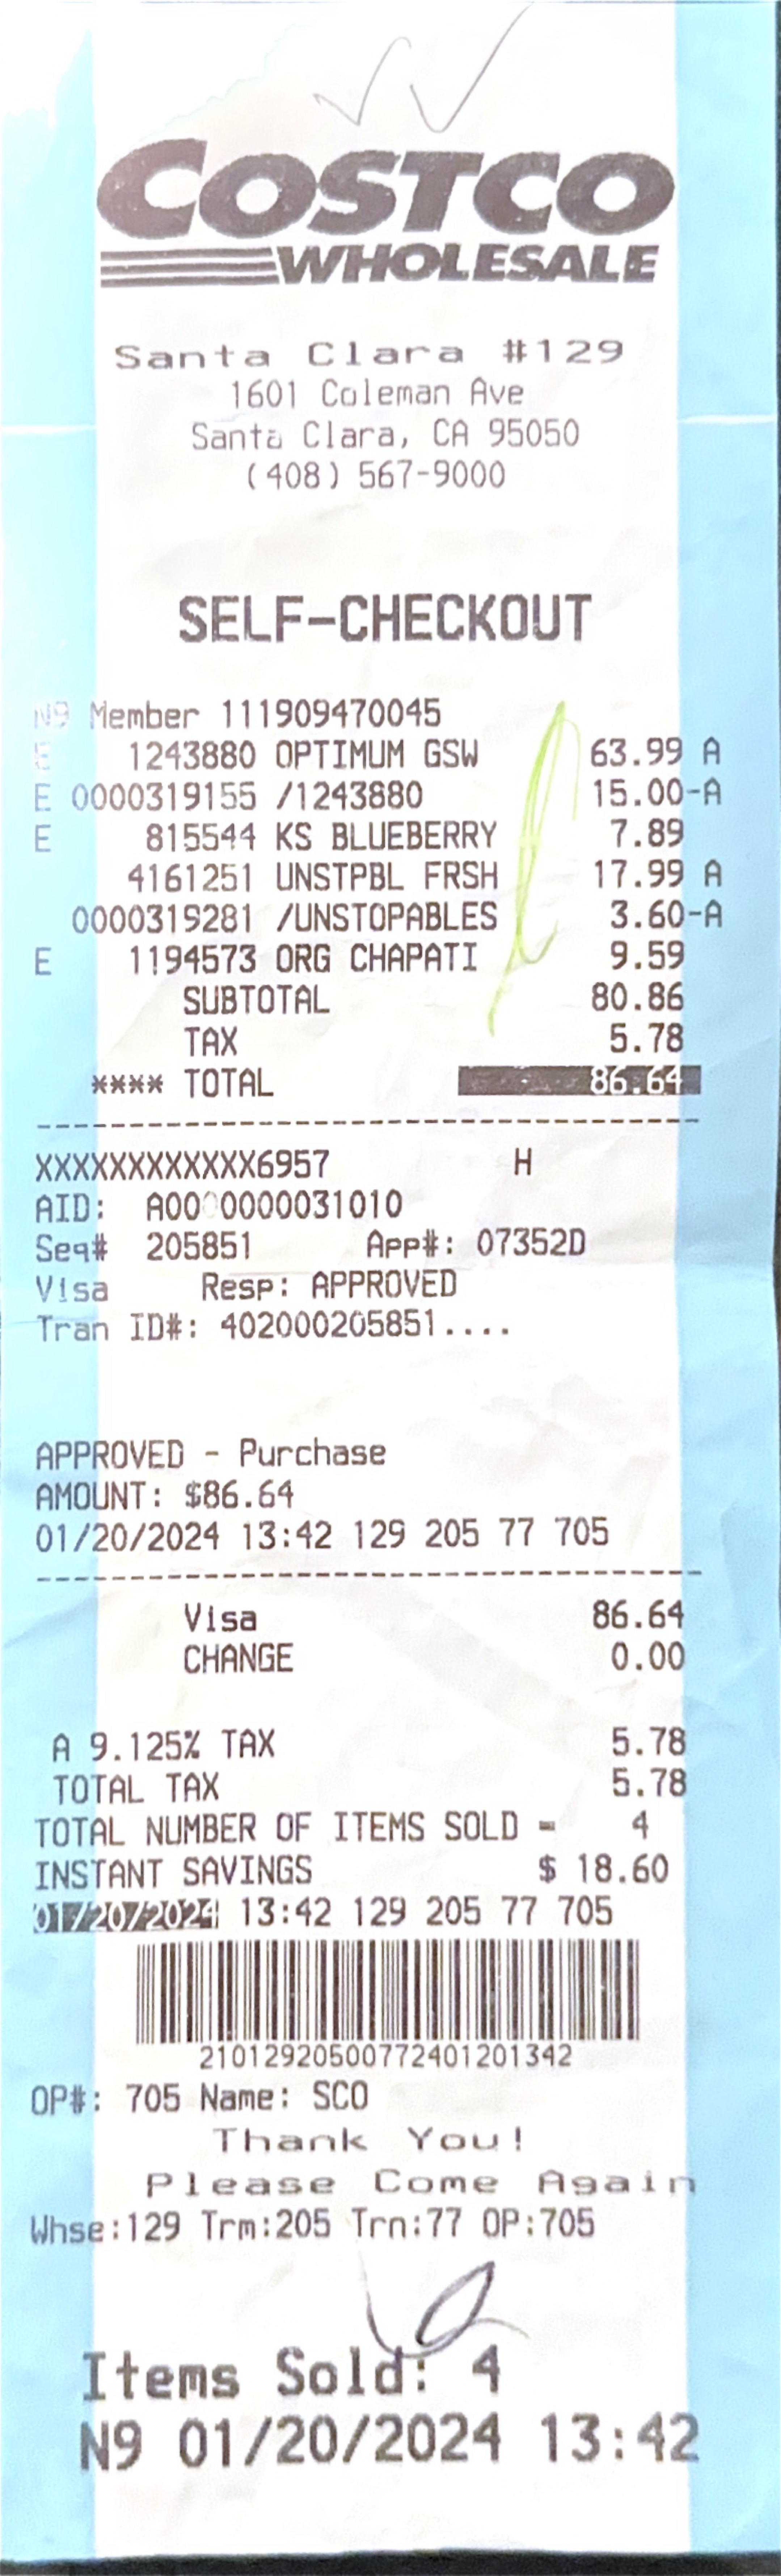 COSTCO
WHOLESALE
Santa Clara #129
1601 Coleman Ave
Santa Clara, CA 95050
(408) 567-9000
SELF-CHECKOUT
N9 Member 111909470045
E 1243880 OPTIMUM GSW 63.99 A
E 0000319155 /1243880 15.00-A
E 815544 KS BLUEBERRY 7.89
4161251 UNSTPBL FRSH 17.99 A
0000319281 /UNSTOPABLES 3.60-A
E 1194573 ORG CHAPATI 9.59
SUBTOTAL 80.86
TAX 5.78
**** TOTAL 86.64
XXXXXXXXXXXX6957 H
AID: A0000000031010
Seq# 205851 App#: 07352D
Visa Resp: APPROVED
Tran ID#: 402000205851....
APPROVED - Purchase
AMOUNT: $86.64
01/20/2024 13:42 129 205 77 705
Visa 86.64
CHANGE 0.00
A 9.125% TAX 5.78
TOTAL TAX 5.78
TOTAL NUMBER OF ITEMS SOLD = 4
INSTANT SAVINGS $ 18.60
01/20/2024 13:42 129 205 77 705
21012920500772401201342
OP#: 705 Name: SCO
Thank You!
Please Come Again
Whse:129 Trm:205 Trn:77 OP:705
Items Sold: 4
N9 01/20/2024 13:42